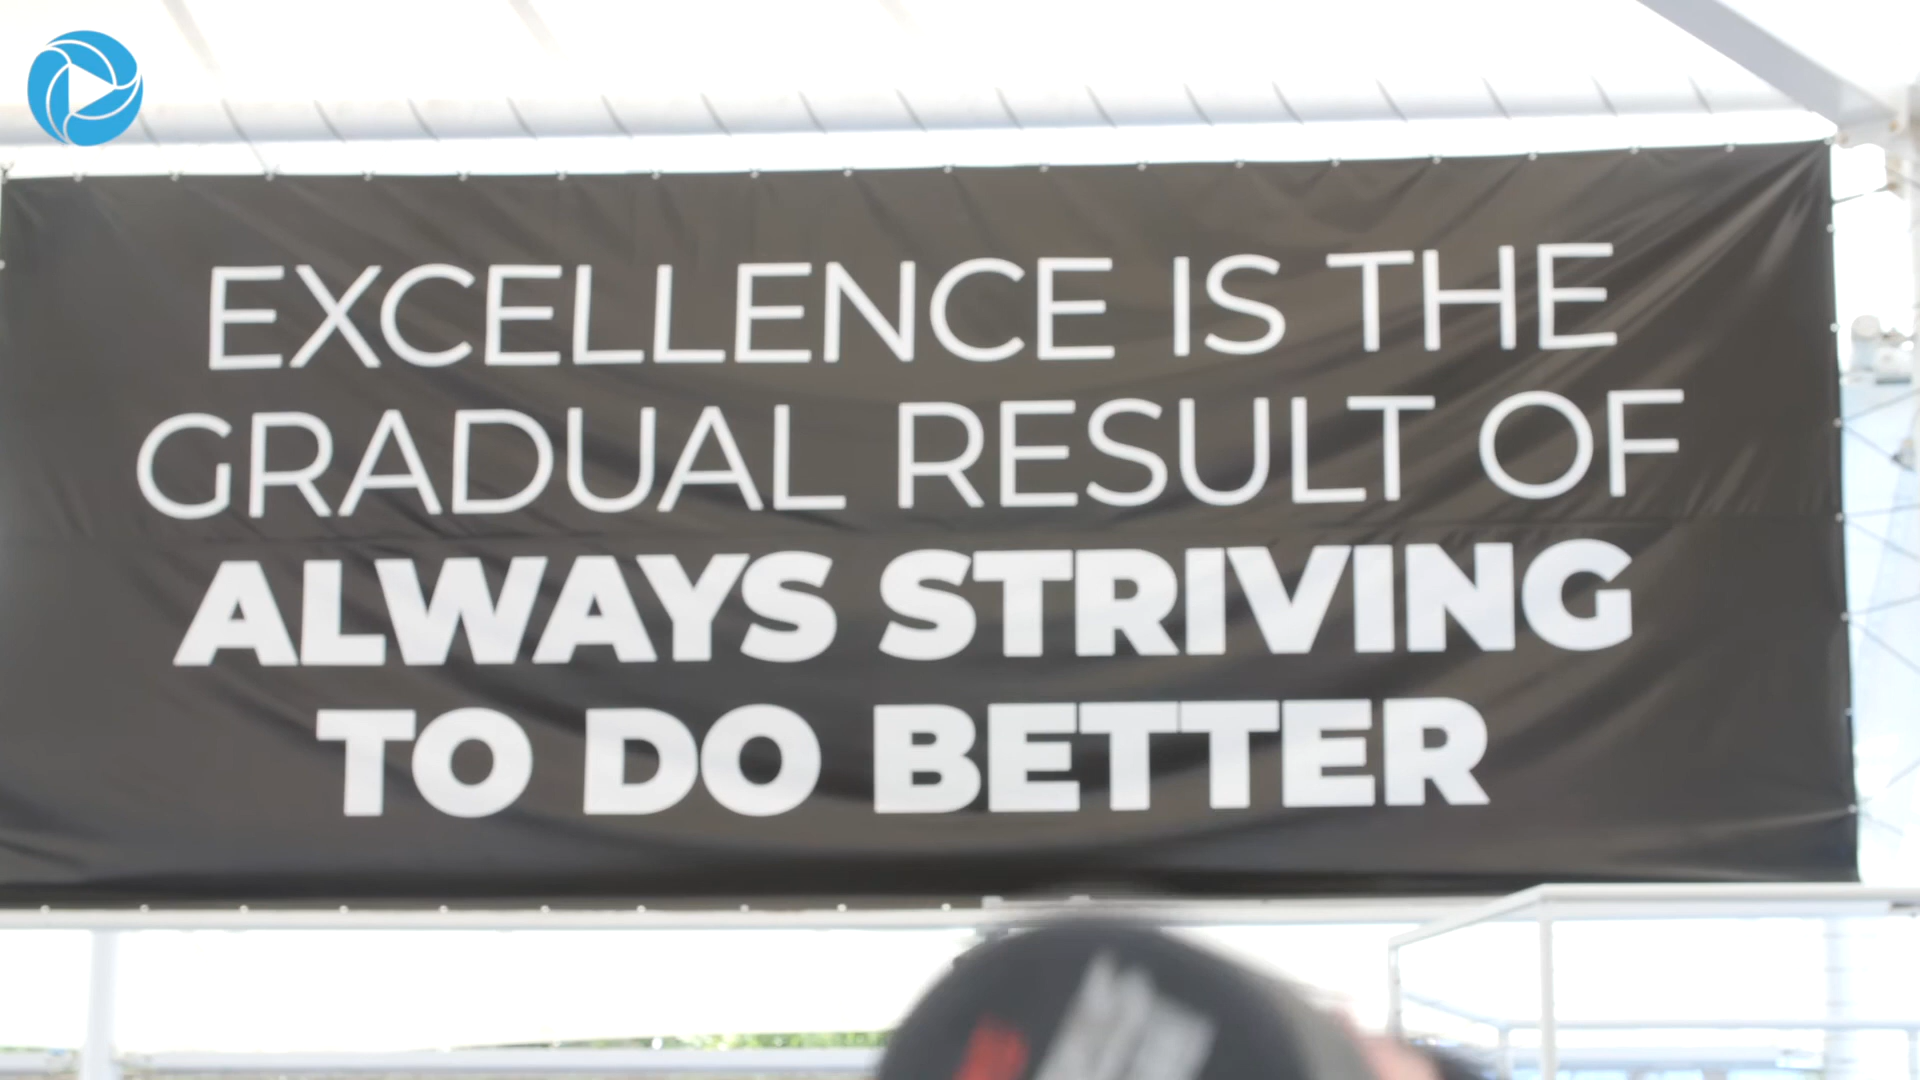 EXCELLENCE IS THE
GRADUAL RESULT OF
ALWAYS STRIVING
TO DO BETTER